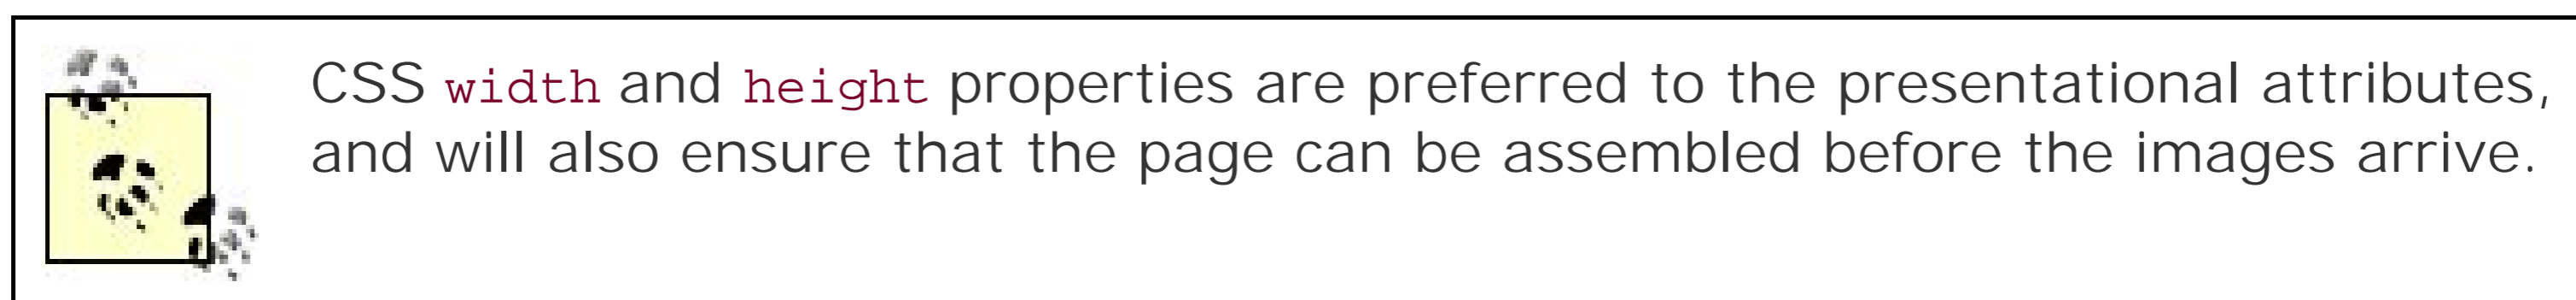 CSS width and height properties are preferred to the presentational attributes,
and will also ensure that the page can be assembled before the images arrive.